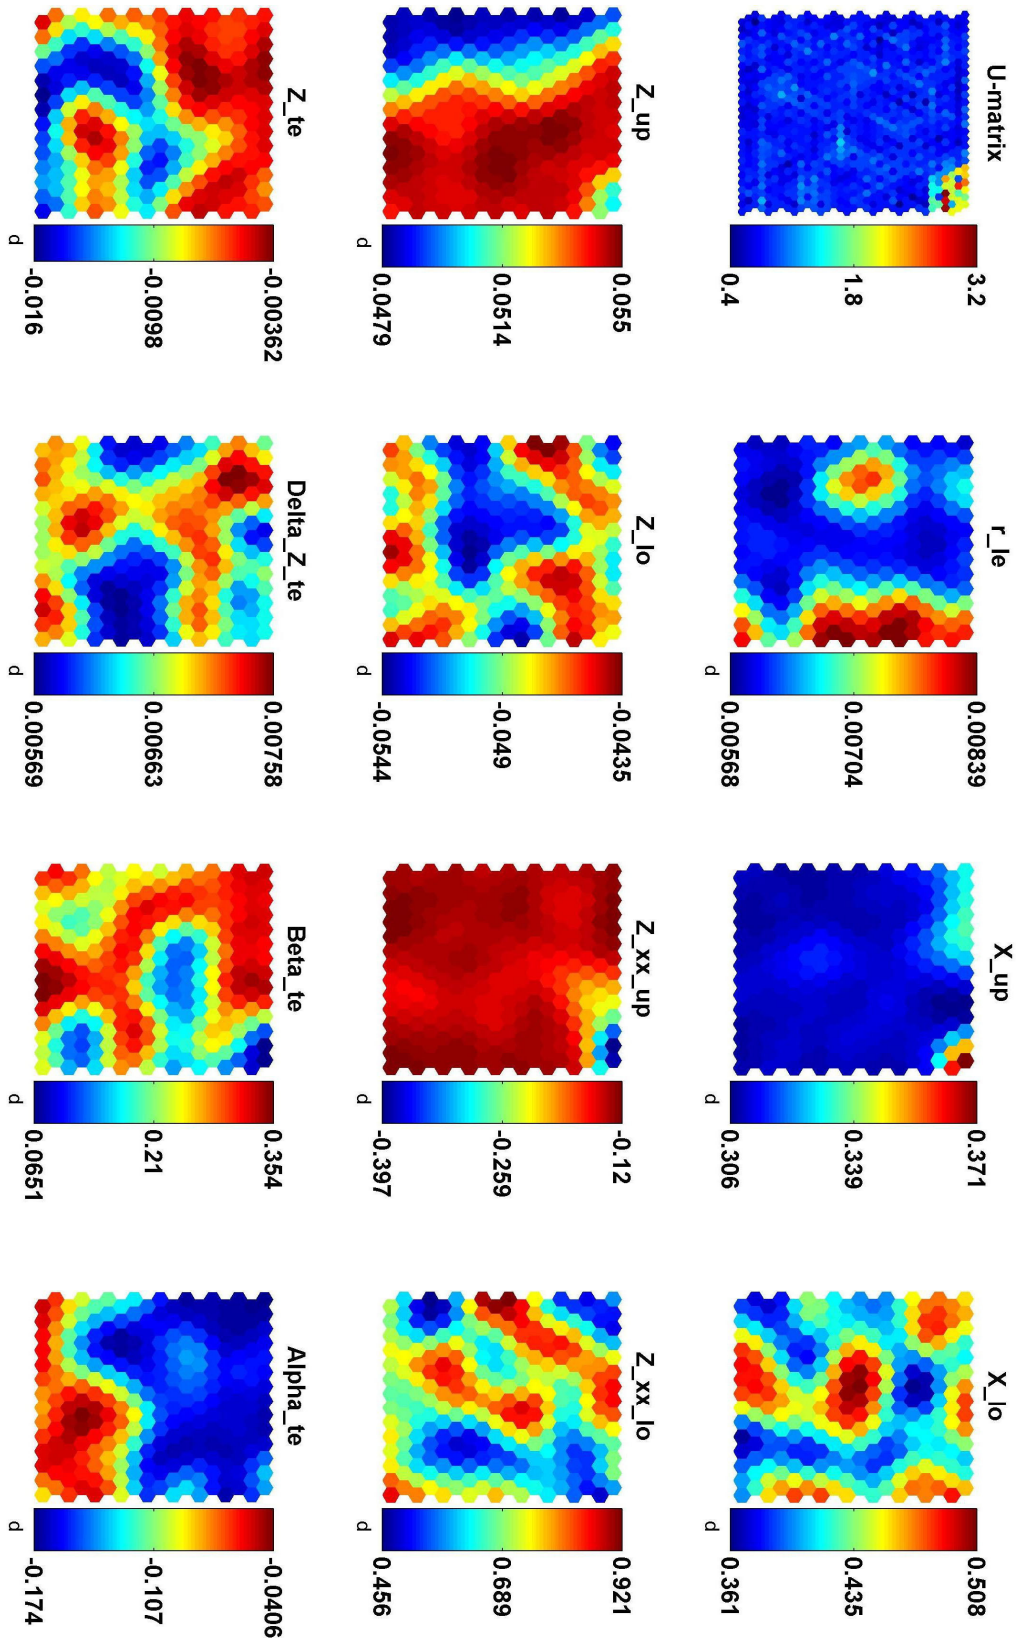 U-matrix
3.2
1.8
0.4
r_le
0.00839
0.00704
0.00568
X_up
0.371
0.339
0.306
X_lo
0.508
0.435
0.361
Z_up
0.055
0.0514
0.0479
d
Z_lo
-0.0435
-0.049
-0.0544
d
Z_xx_up
-0.12
-0.259
-0.397
d
Z_xx_lo
0.921
0.689
0.456
d
Z_te
-0.00362
-0.0098
-0.016
d
Delta_Z_te
0.00758
0.00663
0.00569
d
Beta_te
0.354
0.21
0.0651
d
Alpha_te
-0.0406
-0.107
-0.174
d
d
d
d